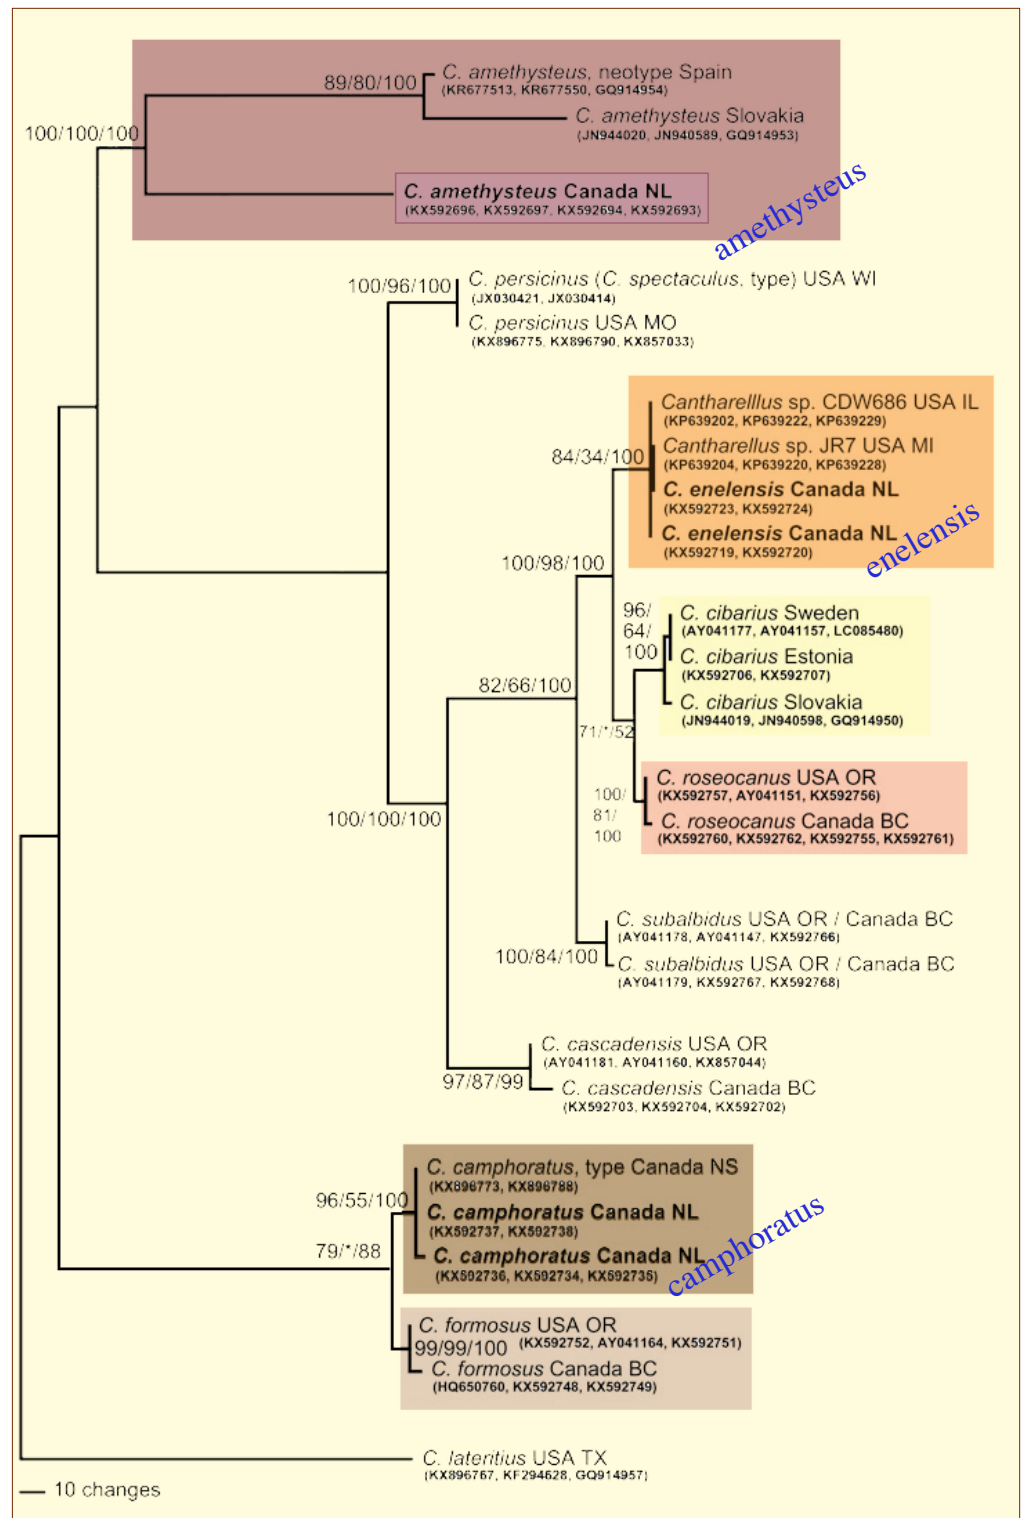 89/80/100
C. amethysteus, neotype Spain
(KR677513, KR677550, GQ914954)
C. amethysteus Slovakia
(JN944020, JN940589, GQ914953)
100/100/100
C. amethysteus Canada NL
(KX592696, KX592697, KX592694, KX592693)
amethysteus
100/96/100
C. persicinus (C. spectaculus, type) USA WI
(JX030421, JX030414)
C. persicinus USA MO
(KX896775, KX896790, KX857033)
Cantharelllus sp. CDW686 USA IL
(KP639202, KP639222, KP639229)
84/34/100
Cantharellus sp. JR7 USA MI
(KP639204, KP639220, KP639228)
C. enelensis Canada NL
(KX592723, KX592724)
C. enelensis Canada NL
(KX592719, KX592720)
enelensis
100/98/100
96/
64/
100
C. cibarius Sweden
(AY041177, AY041157, LC085480)
C. cibarius Estonia
(KX592706, KX592707)
C. cibarius Slovakia
(JN944019, JN940598, GQ914950)
82/66/100
71/*/52
100/
81/
100
C. roseocanus USA OR
(KX592757, AY041151, KX592756)
C. roseocanus Canada BC
(KX592760, KX592762, KX592755, KX592761)
100/100/100
C. subalbidus USA OR / Canada BC
(AY041178, AY041147, KX592766)
100/84/100
C. subalbidus USA OR / Canada BC
(AY041179, KX592767, KX592768)
C. cascadensis USA OR
(AY041181, AY041160, KX857044)
97/87/99
C. cascadensis Canada BC
(KX592703, KX592704, KX592702)
96/55/100
C. camphoratus, type Canada NS
(KX896773, KX896788)
C. camphoratus Canada NL
(KX592737, KX592738)
79/*/88
C. camphoratus Canada NL
(KX592736, KX592734, KX592735)
camphoratus
C. formosus USA OR
99/99/100 (KX592752, AY041164, KX592751)
C. formosus Canada BC
(HQ650760, KX592748, KX592749)
C. lateritius USA TX
(KX896767, KF294628, GQ914957)
10 changes